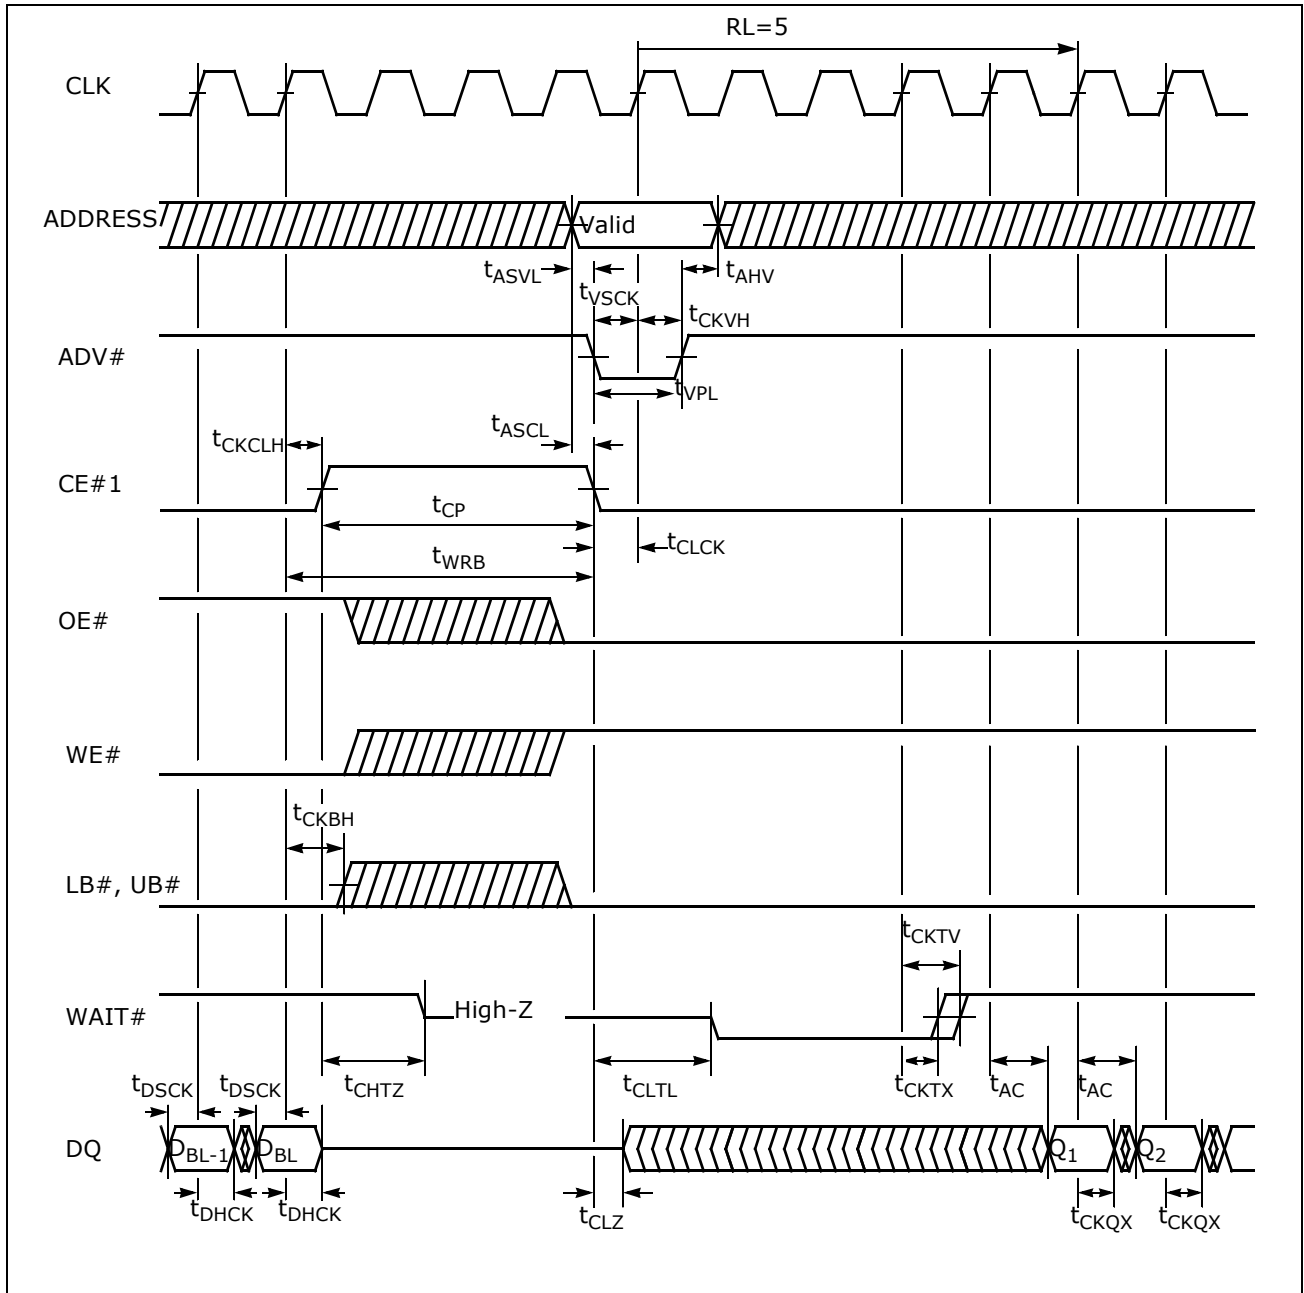 RL=5
CLK
ADDRESS
Valid
tASVL
tAHV
tVSCK
tCKVH
ADV#
tVPL
tASCL
tCKCLH
CE#1
tCP
tCLCK
tWRB
OE#
WE#
tCKBH
LB#, UB#
tCKTV
WAIT#
High-Z
tDSCK
tDSCK
tCHTZ
tCLTL
tCKTX
tAC
tAC
DQ
DBL-1
DBL
Q1
Q2
tDHCK
tDHCK
tCLZ
tCKQX
tCKQX